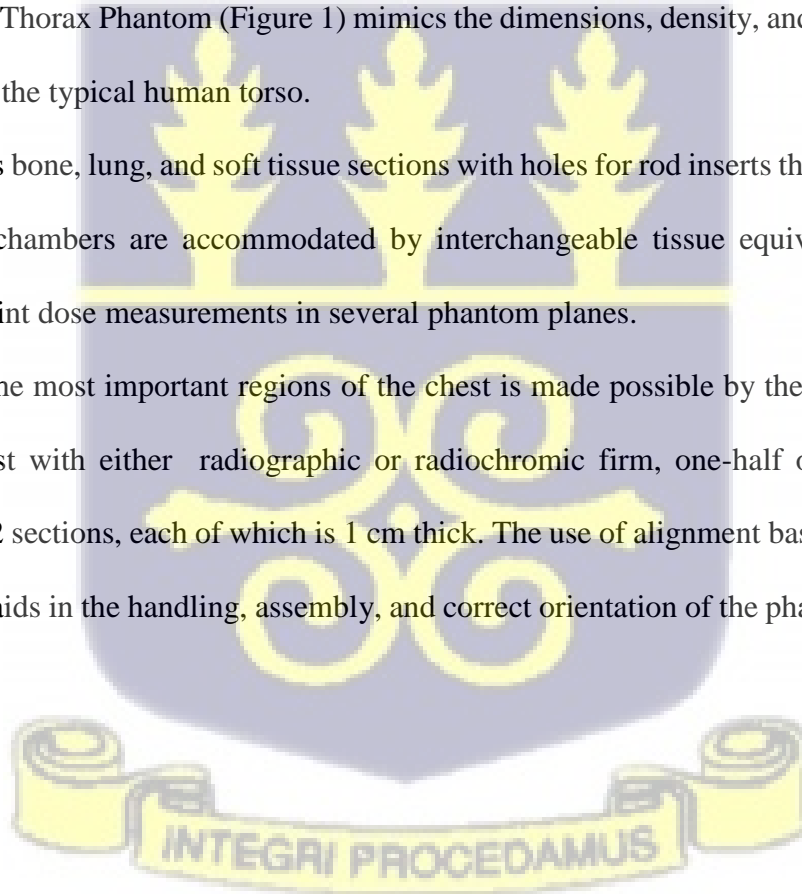 Thorax Phantom (Figure 1) mimics the dimensions, density, and
the typical human torso.
s bone, lung, and soft tissue sections with holes for rod inserts th
chambers are accommodated by interchangeable tissue equiv
int dose measurements in several phantom planes.
he most important regions of the chest is made possible by the
st with either radiographic or radiochromic firm, one-half o
2 sections, each of which is 1 cm thick. The use of alignment bas
aids in the handling, assembly, and correct orientation of the pha
INTEGRI PROCEDAMUS